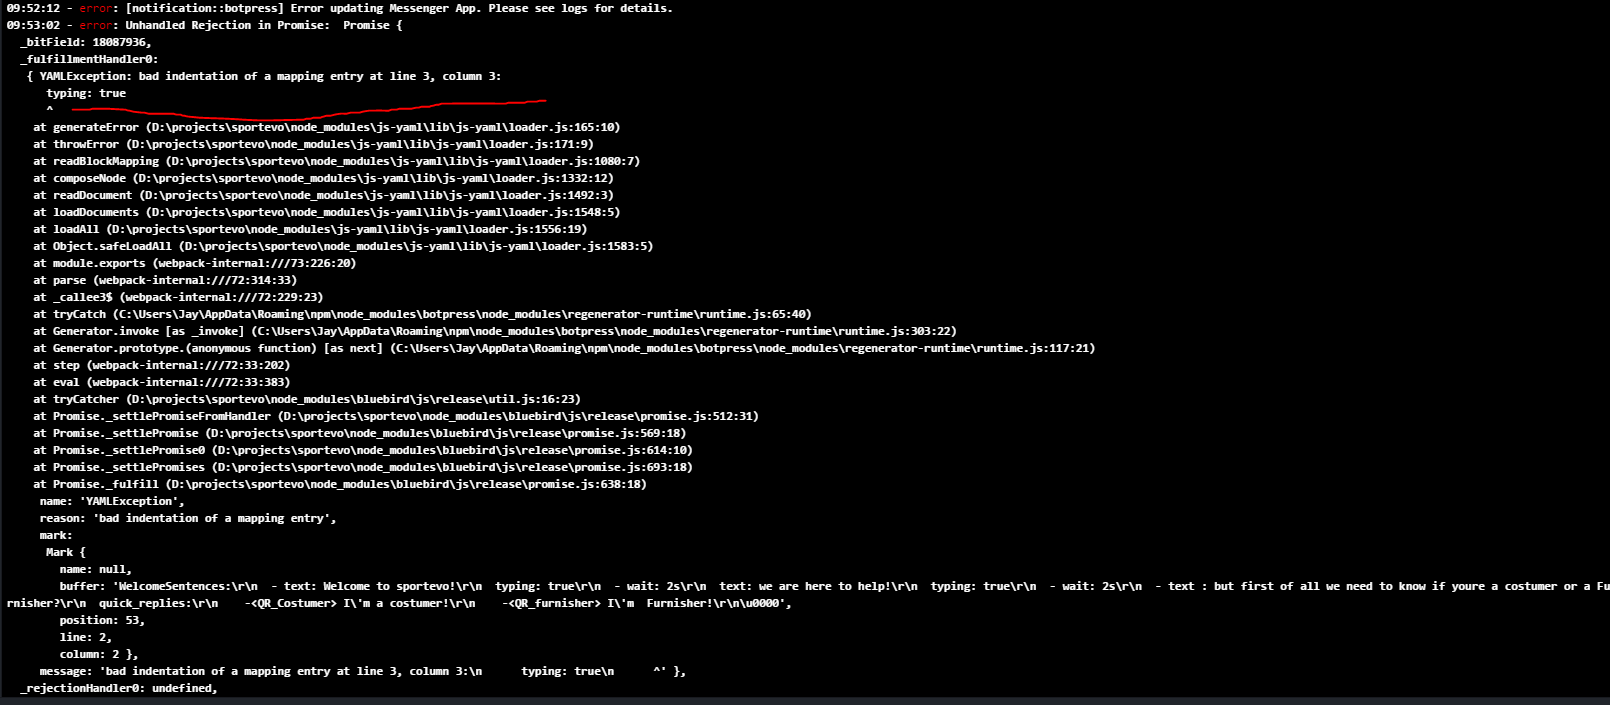 09:52:12 - error: [notification::botpress] Error updating Messenger App. Please see logs for details.
09:53:02 - error: Unhandled Rejection in Promise:  Promise {
  _bitField: 18087936,
  _fulfillmentHandler0:
   { YAMLException: bad indentation of a mapping entry at line 3, column 3:
      typing: true
      ^
    at generateError (D:\projects\sportevo\node_modules\js-yaml\lib\js-yaml\loader.js:165:10)
    at throwError (D:\projects\sportevo\node_modules\js-yaml\lib\js-yaml\loader.js:171:9)
    at readBlockMapping (D:\projects\sportevo\node_modules\js-yaml\lib\js-yaml\loader.js:1080:7)
    at composeNode (D:\projects\sportevo\node_modules\js-yaml\lib\js-yaml\loader.js:1332:12)
    at readDocument (D:\projects\sportevo\node_modules\js-yaml\lib\js-yaml\loader.js:1492:3)
    at loadDocuments (D:\projects\sportevo\node_modules\js-yaml\lib\js-yaml\loader.js:1548:5)
    at loadAll (D:\projects\sportevo\node_modules\js-yaml\lib\js-yaml\loader.js:1556:19)
    at Object.safeLoadAll (D:\projects\sportevo\node_modules\js-yaml\lib\js-yaml\loader.js:1583:5)
    at module.exports (webpack-internal:///73:226:20)
    at parse (webpack-internal:///72:314:33)
    at _callee3$ (webpack-internal:///72:229:23)
    at tryCatch (C:\Users\Jay\AppData\Roaming\npm\node_modules\botpress\node_modules\regenerator-runtime\runtime.js:65:40)
    at Generator.invoke [as _invoke] (C:\Users\Jay\AppData\Roaming\npm\node_modules\botpress\node_modules\regenerator-runtime\runtime.js:303:22)
    at Generator.prototype.(anonymous function) [as next] (C:\Users\Jay\AppData\Roaming\npm\node_modules\botpress\node_modules\regenerator-runtime\runtime.js:117:21)
    at step (webpack-internal:///72:33:202)
    at eval (webpack-internal:///72:33:383)
    at tryCatcher (D:\projects\sportevo\node_modules\bluebird\js\release\util.js:16:23)
    at Promise._settlePromiseFromHandler (D:\projects\sportevo\node_modules\bluebird\js\release\promise.js:512:31)
    at Promise._settlePromise (D:\projects\sportevo\node_modules\bluebird\js\release\promise.js:569:18)
    at Promise._settlePromise0 (D:\projects\sportevo\node_modules\bluebird\js\release\promise.js:614:10)
    at Promise._settlePromises (D:\projects\sportevo\node_modules\bluebird\js\release\promise.js:693:18)
    at Promise._fulfill (D:\projects\sportevo\node_modules\bluebird\js\release\promise.js:638:18)
     name: 'YAMLException',
     reason: 'bad indentation of a mapping entry',
     mark:
      Mark {
        name: null,
        buffer: 'WelcomeSentences:\r\n  - text: Welcome to sportevo!\r\n  typing: true\r\n  - wait: 2s\r\n  text: we are here to help!\r\n  typing: true\r\n  - wait: 2s\r\n  - text : but first of all we need to know if youre a costumer or a Fu
rnisher?\r\n  quick_replies:\r\n    -<QR_Costumer> I\'m a costumer!\r\n    -<QR_furnisher> I\'m  Furnisher!\r\n\r\n\u0000',
        position: 53,
        line: 2,
        column: 2 },
     message: 'bad indentation of a mapping entry at line 3, column 3:\n      typing: true\n      ^' },
  _rejectionHandler0: undefined,